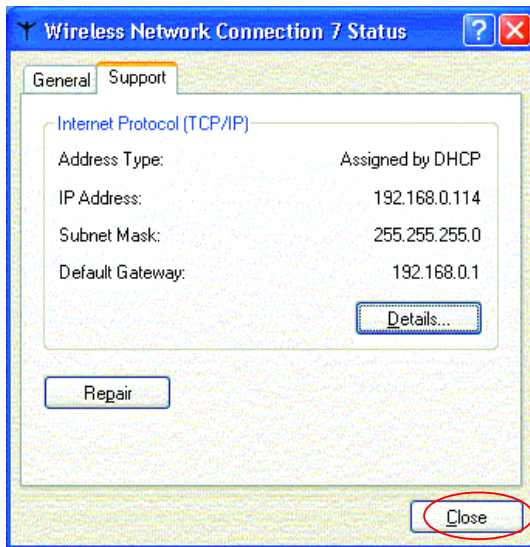 Wireless Network Connection 7 Status
General Support
Internet Protocol (TCP/IP)
Address Type: Assigned by DHCP
IP Address: 192.168.0.114
Subnet Mask: 255.255.255.0
Default Gateway: 192.168.0.1
Details...
Repair
Close